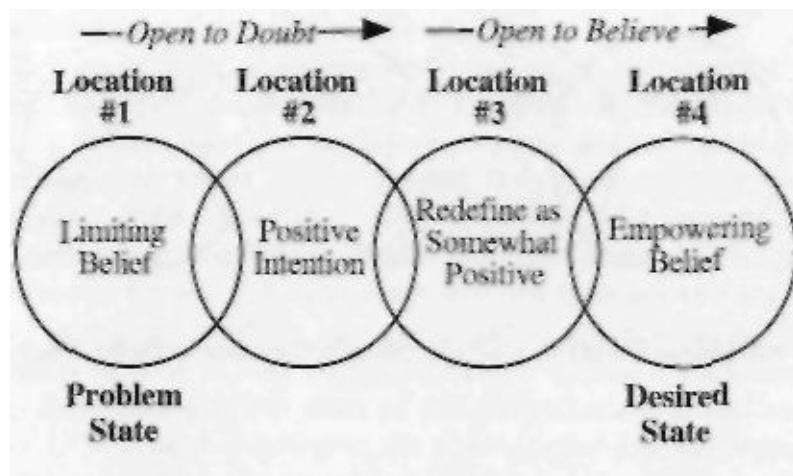 Open to Doubt Open to Believe
Location Location Location Location
#1 #2 #3 #4
Limiting
Belief
Positive
Intention
Redefine as
Somewhat
Positive
Empowering
Belief
Problem
State
Desired
State